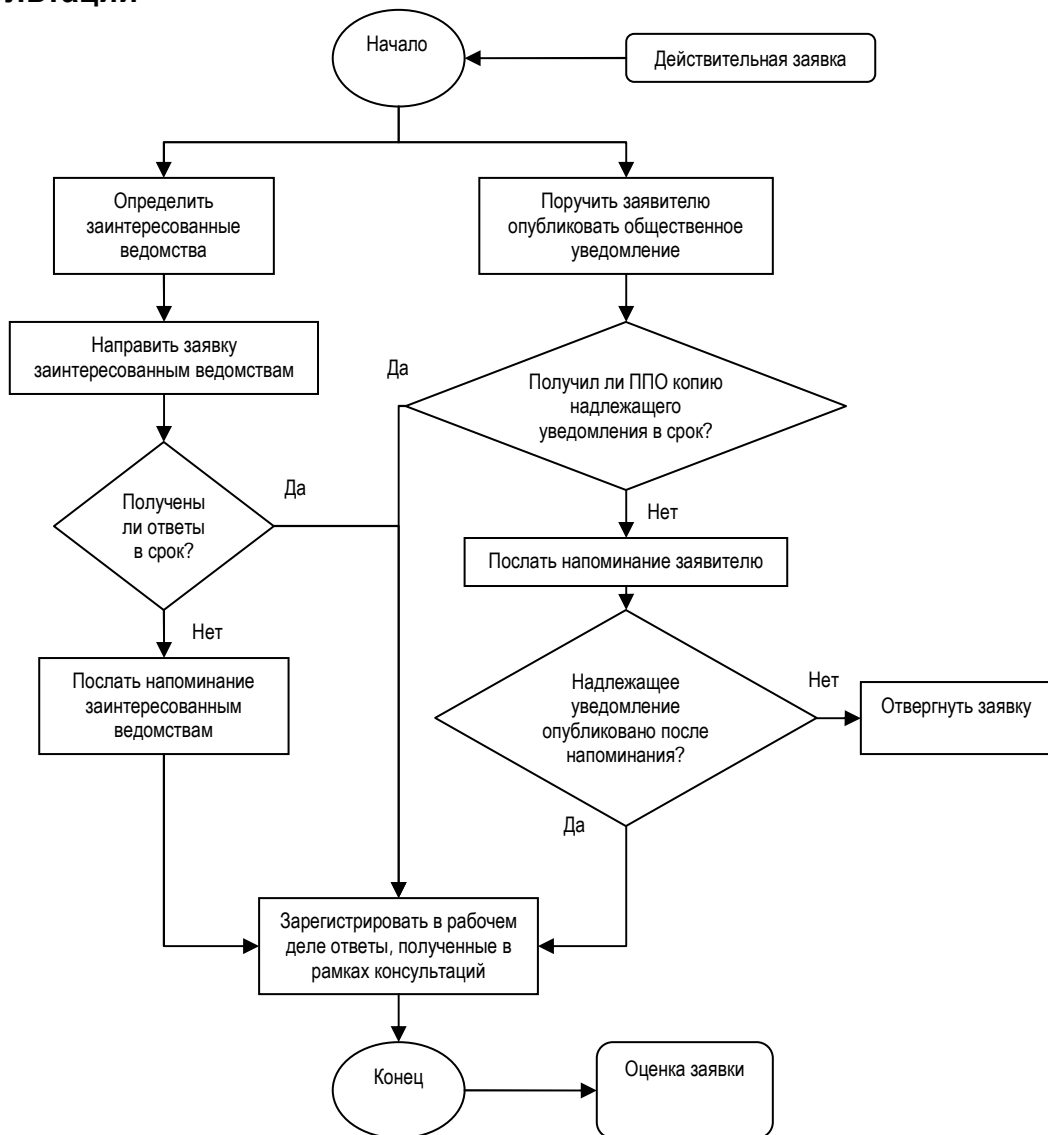 Начало
Действительная заявка
Определить
заинтересованные
ведомства
Поручить заявителю
опубликовать общественное
уведомление
Направить заявку
заинтересованным ведомствам
Да
Получил ли ППО копию
надлежащего
уведомления в срок?
Получены
ли ответы
в срок?
Да
Нет
Послать напоминание заявителю
Нет
Послать напоминание
заинтересованным
ведомствам
Надлежащее
уведомление
опубликовано после
напоминания?
Нет
Отвергнуть заявку
Да
Зарегистрировать в рабочем
деле ответы, полученные в
рамках консультаций
Конец
Оценка заявки